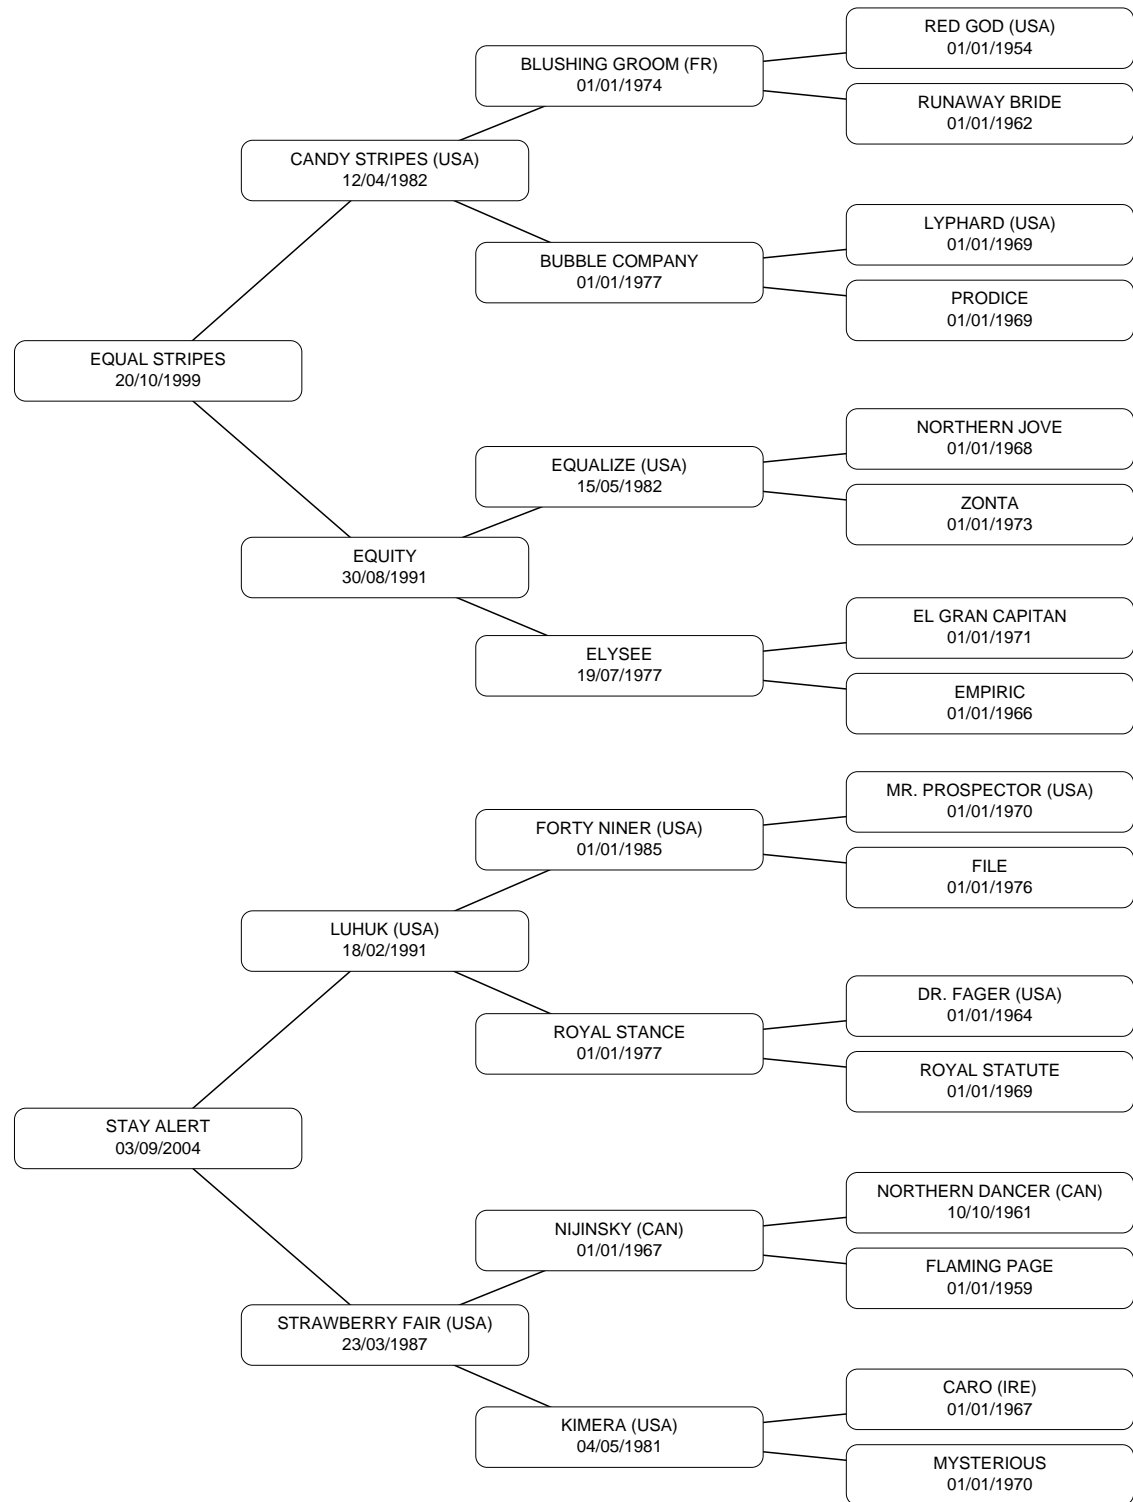 RED GOD (USA)
01/01/1954
BLUSHING GROOM (FR)
01/01/1974
RUNAWAY BRIDE
01/01/1962
CANDY STRIPES (USA)
12/04/1982
LYPHARD (USA)
01/01/1969
BUBBLE COMPANY
01/01/1977
PRODICE
01/01/1969
EQUAL STRIPES
20/10/1999
NORTHERN JOVE
01/01/1968
EQUALIZE (USA)
15/05/1982
ZONTA
01/01/1973
EQUITY
30/08/1991
EL GRAN CAPITAN
01/01/1971
ELYSEE
19/07/1977
EMPIRIC
01/01/1966
MR. PROSPECTOR (USA)
01/01/1970
FORTY NINER (USA)
01/01/1985
FILE
01/01/1976
LUHUK (USA)
18/02/1991
DR. FAGER (USA)
01/01/1964
ROYAL STANCE
01/01/1977
ROYAL STATUTE
01/01/1969
STAY ALERT
03/09/2004
NORTHERN DANCER (CAN)
10/10/1961
NIJINSKY (CAN)
01/01/1967
FLAMING PAGE
01/01/1959
STRAWBERRY FAIR (USA)
23/03/1987
CARO (IRE)
01/01/1967
KIMERA (USA)
04/05/1981
MYSTERIOUS
01/01/1970